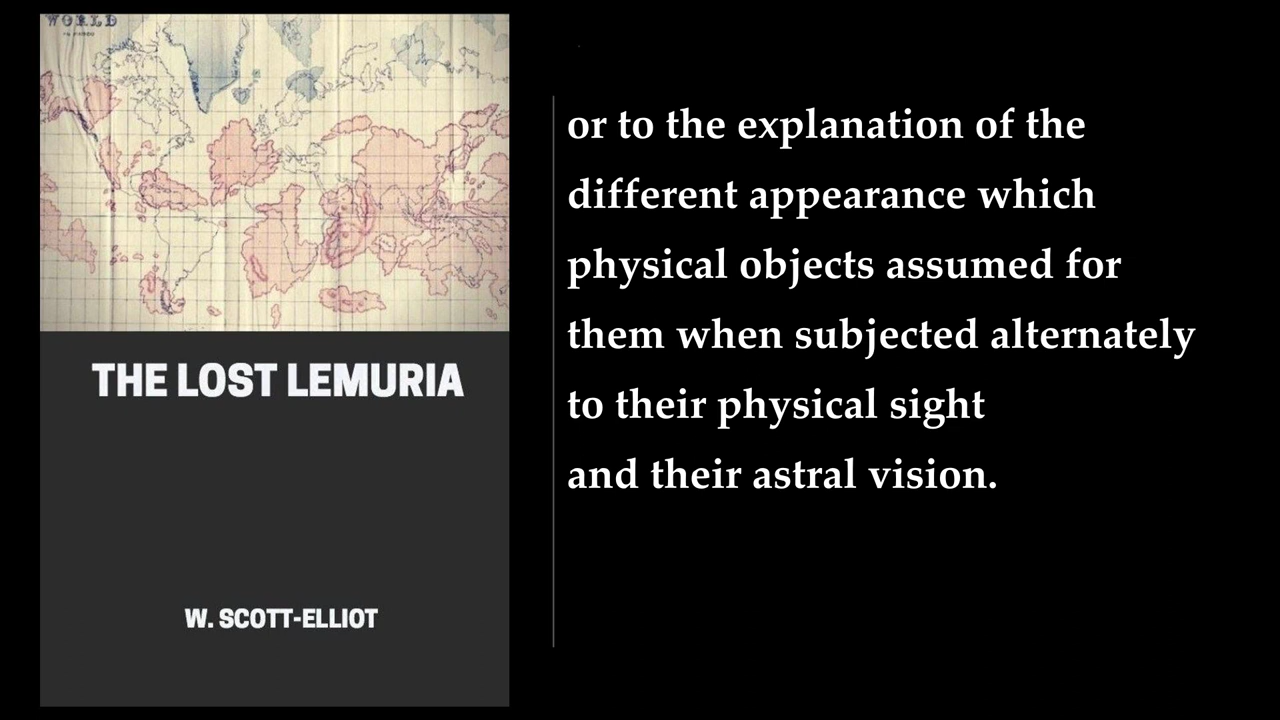 WORLD
THE LOST LEMURIA
W. SCOTT-ELLIOT
or to the explanation of the
different appearance which
physical objects assumed for
them when subjected alternately
to their physical sight
and their astral vision.